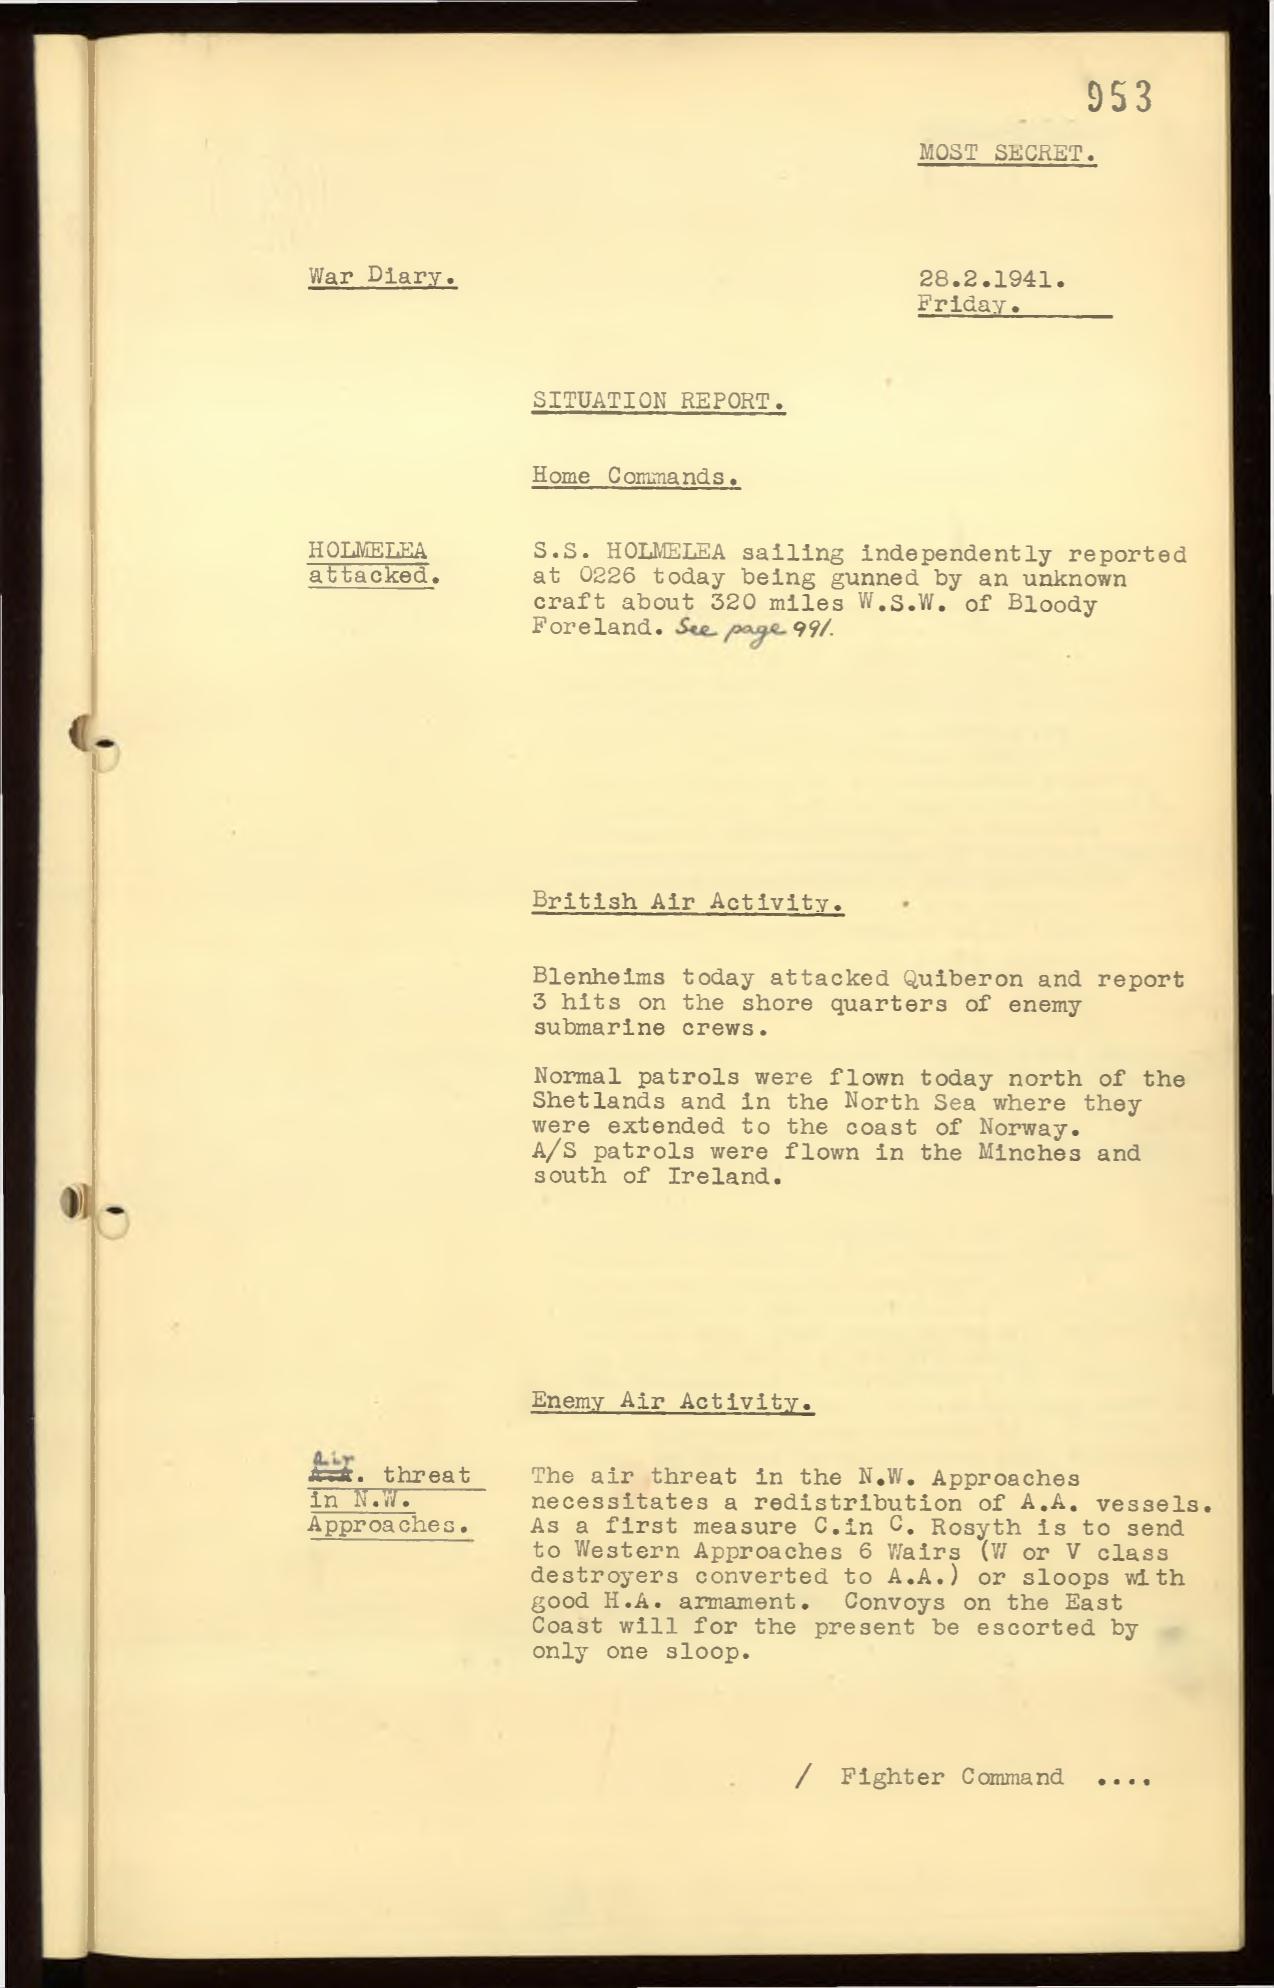 953
MOST SECRET.
War Diary.
28.2.1941.
Friday.
SITUATION REPORT.
Home Commands.
HOLMELEA
attacked.
S.S. HOLMELEA sailing independently reported
at 0226 today being gunned by an unknown
craft about 320 miles W.S.W. of Bloody
Foreland. See page 991.
British Air Activity.
Blenheims today attacked Quiberon and report
3 hits on the shore quarters of enemy
submarine crews.
Normal patrols were flown today north of the
Shetlands and in the North Sea where they
were extended to the coast of Norway.
A/S patrols were flown in the Minches and
south of Ireland.
Enemy Air Activity.
Air
A.A. threat
in N.W.
Approaches.
The air threat in the N.W. Approaches
necessitates a redistribution of A.A. vessels.
As a first measure C.in C. Rosyth is to send
to Western Approaches 6 Wairs (W or V class
destroyers converted to A.A.) or sloops with
good H.A. armament. Convoys on the East
Coast will for the present be escorted by
only one sloop.
/ Fighter Command ....